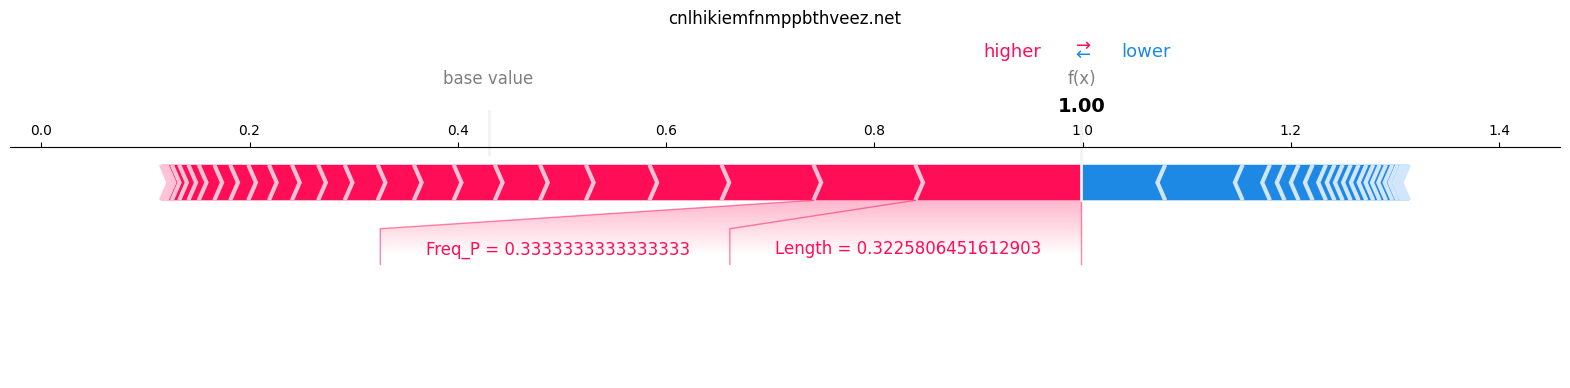 cnlhikiemfnmppbthveez.net
higher ⇄ lower
base value f(x)
1.00
0.0 0.2 0.4 0.6 0.8 1.0 1.2 1.4
Freq_P = 0.3333333333333333 Length = 0.3225806451612903